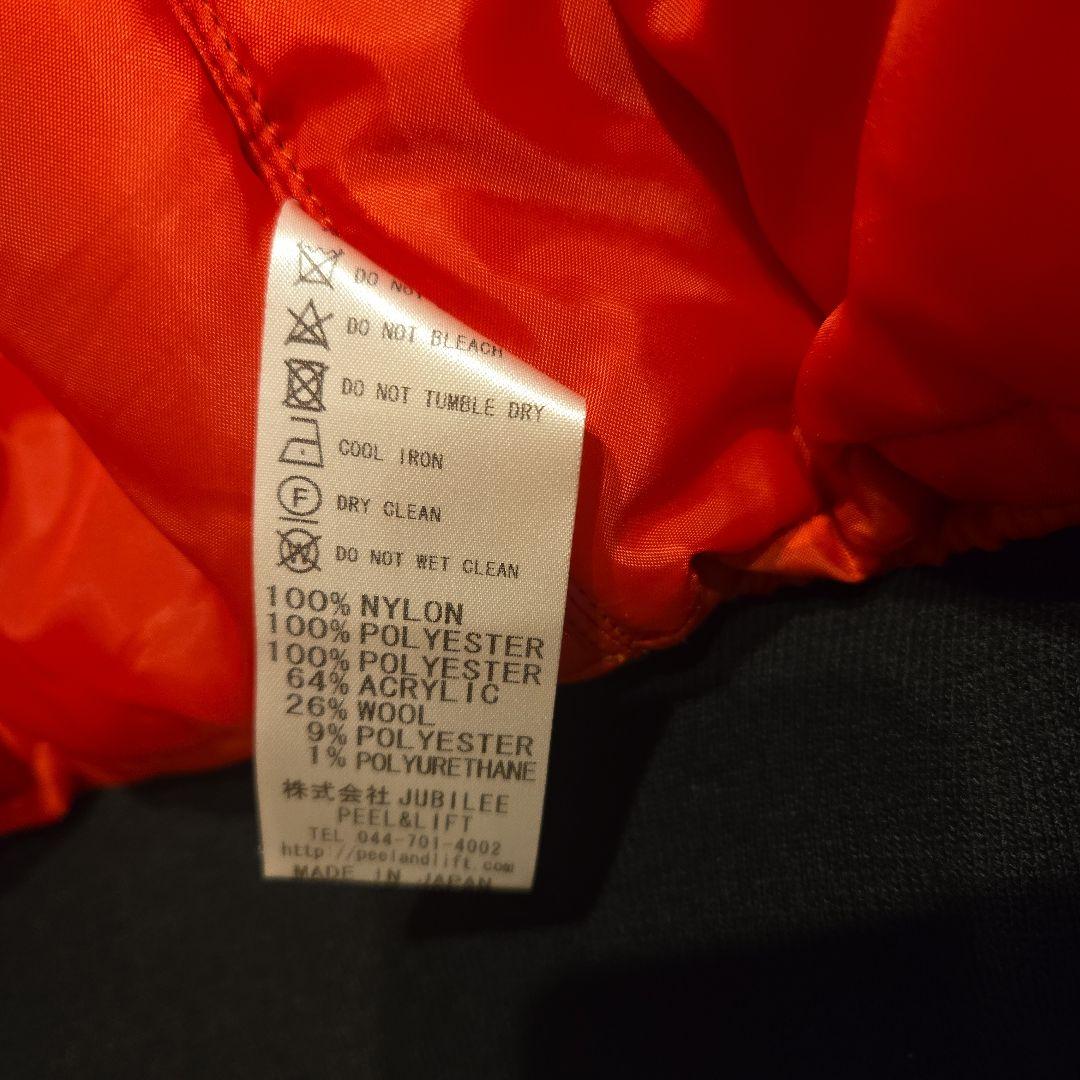 DO NOT
DO NOT BLEACH
DO NOT TUMBLE DRY
COOL IRON
F DRY CLEAN
W DO NOT WET CLEAN
100% NYLON
100% POLYESTER
100% POLYESTER
64% ACRYLIC
26% WOOL
9% POLYESTER
1% POLYURETHANE
株式会社 JUBILEE
PEEL&LIFT
TEL 044-701-4002
http://peelandlift.com
MADE IN JAPAN